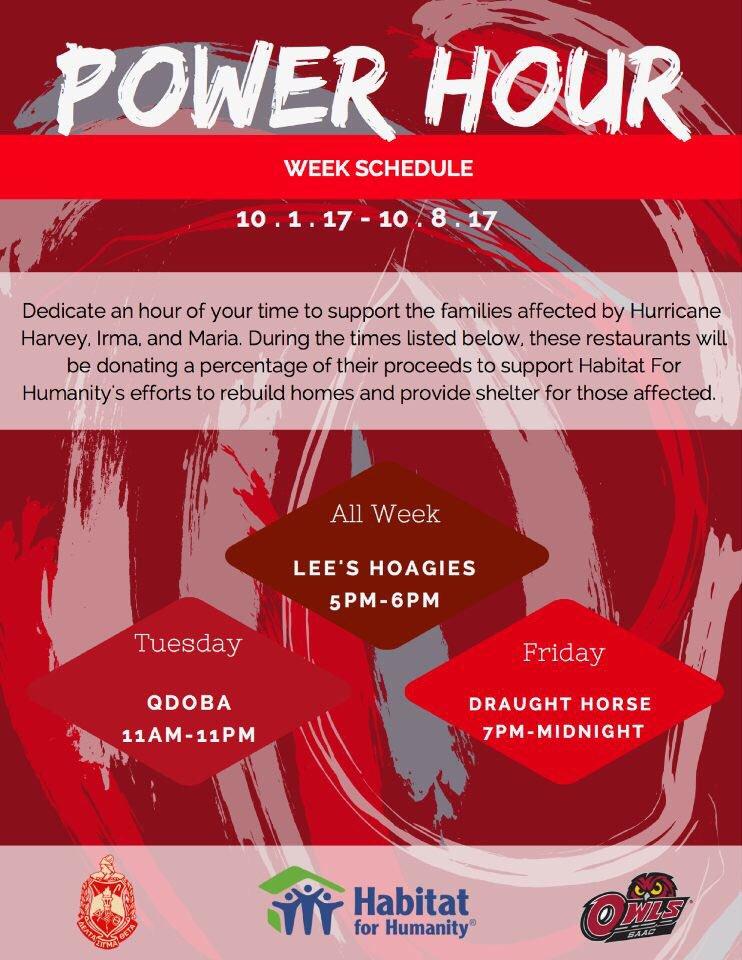 POWER HOUR
WEEK SCHEDULE
10 . 1 . 17 - 10 . 8 . 17
Dedicate an hour of your time to support the families affected by Hurricane
Harvey, Irma, and Maria. During the times listed below, these restaurants will
be donating a percentage of their proceeds to support Habitat For
Humanity's efforts to rebuild homes and provide shelter for those affected.
All Week
LEE'S HOAGIES
5PM-6PM
Tuesday
QDOBA
11AM-11PM
Friday
DRAUGHT HORSE
7PM-MIDNIGHT
DELTA SIGMA THETA
Habitat
for Humanity®
OWLS
SAAC